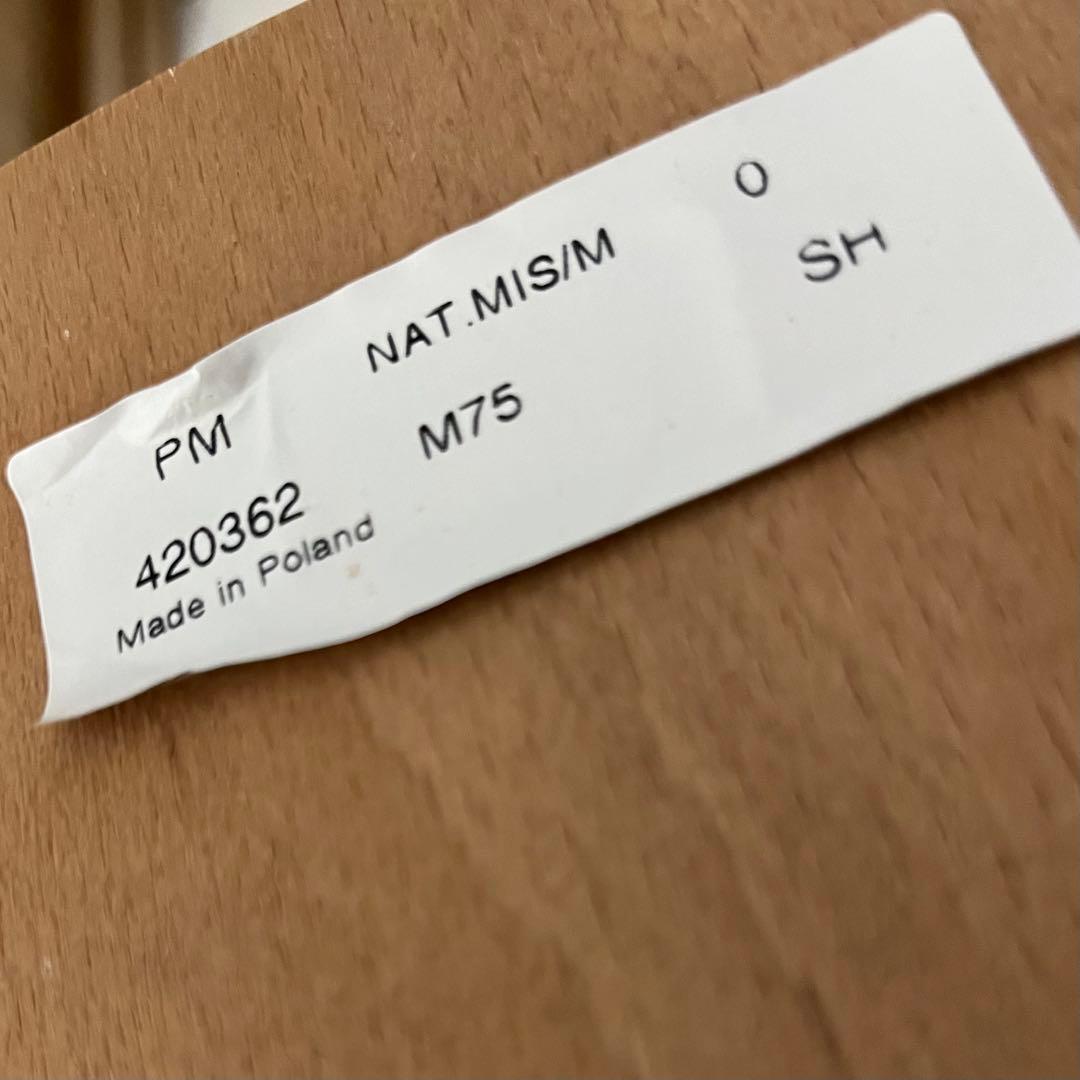 PM NAT.MIS/M 0
420362 M75 SH
Made in Poland